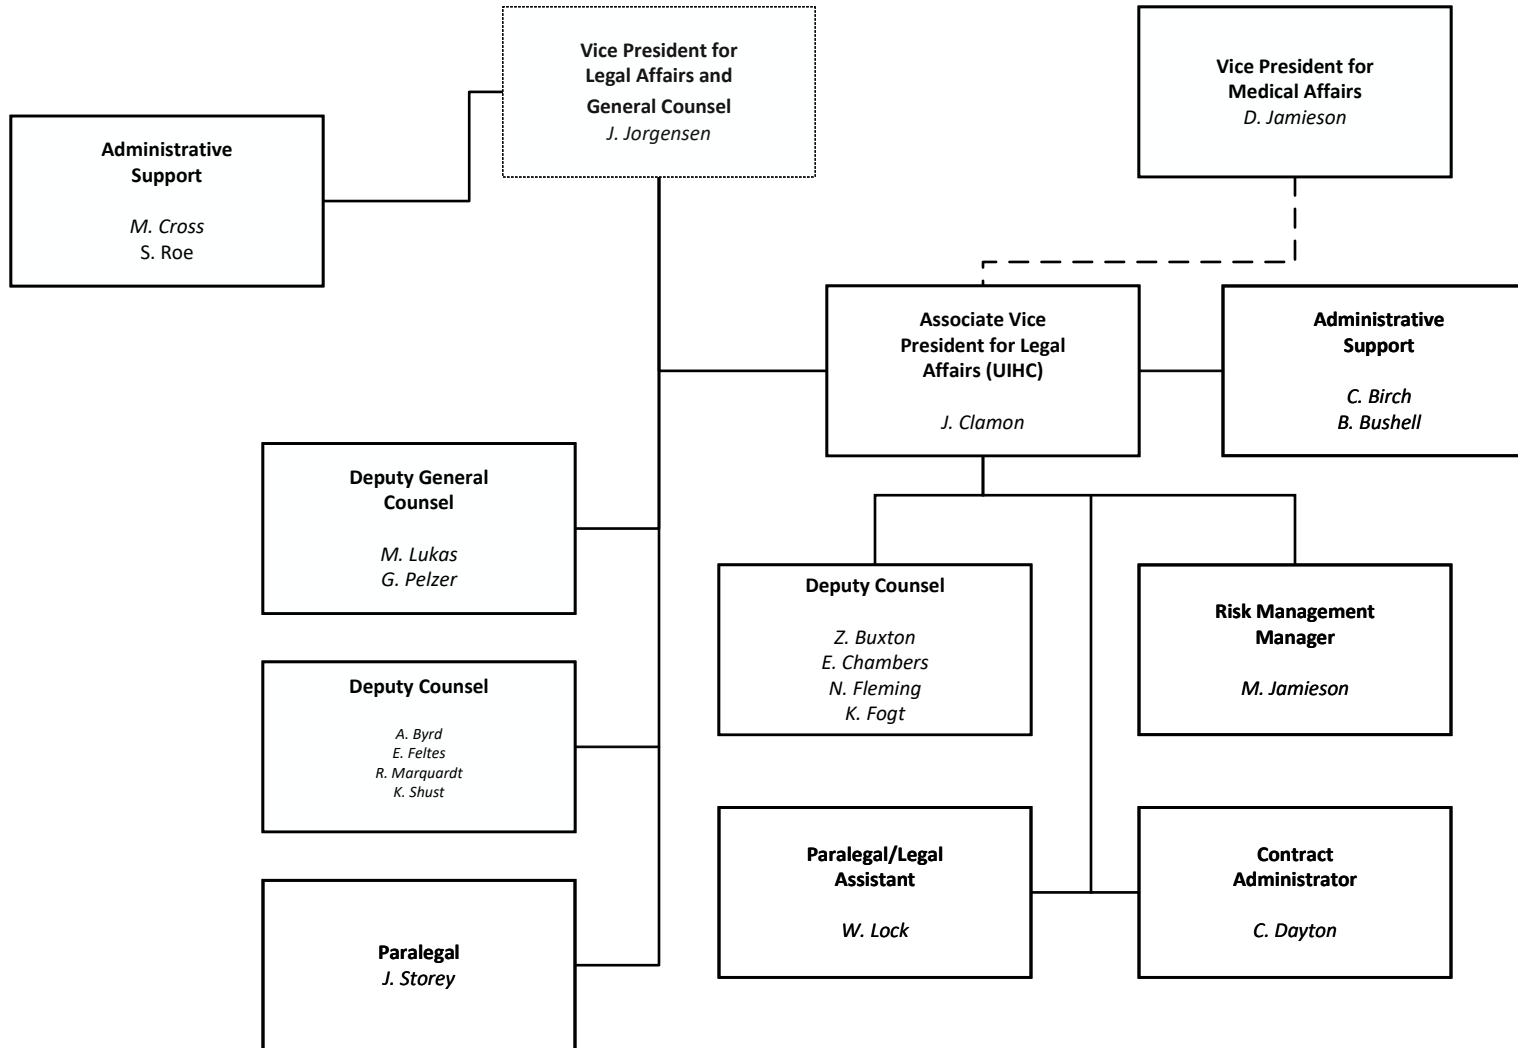 Vice President for
Legal Affairs and
General Counsel
J. Jorgensen
Vice President for
Medical Affairs
D. Jamieson
Administrative
Support
M. Cross
S. Roe
Associate Vice
President for Legal
Affairs (UIHC)
J. Clamon
Administrative
Support
C. Birch
B. Bushell
Deputy General
Counsel
M. Lukas
G. Pelzer
Deputy Counsel
Z. Buxton
E. Chambers
N. Fleming
K. Fogt
Risk Management
Manager
M. Jamieson
Deputy Counsel
A. Byrd
E. Feltes
R. Marquardt
K. Shust
Paralegal/Legal
Assistant
W. Lock
Contract
Administrator
C. Dayton
Paralegal
J. Storey